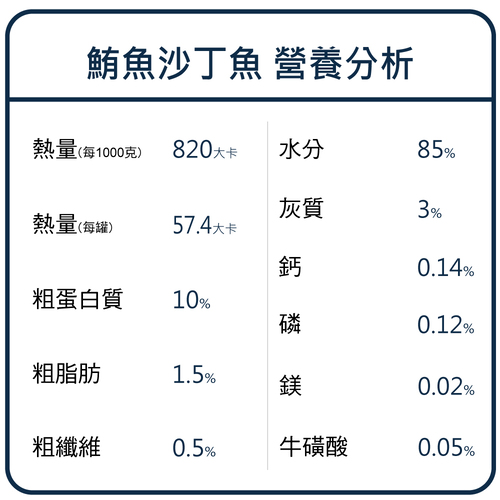 鮪魚沙丁魚 營養分析
熱量(每1000克) 820大卡
熱量(每罐) 57.4大卡
粗蛋白質 10%
粗脂肪 1.5%
粗纖維 0.5%
水分 85%
灰質 3%
鈣 0.14%
磷 0.12%
鎂 0.02%
牛磺酸 0.05%